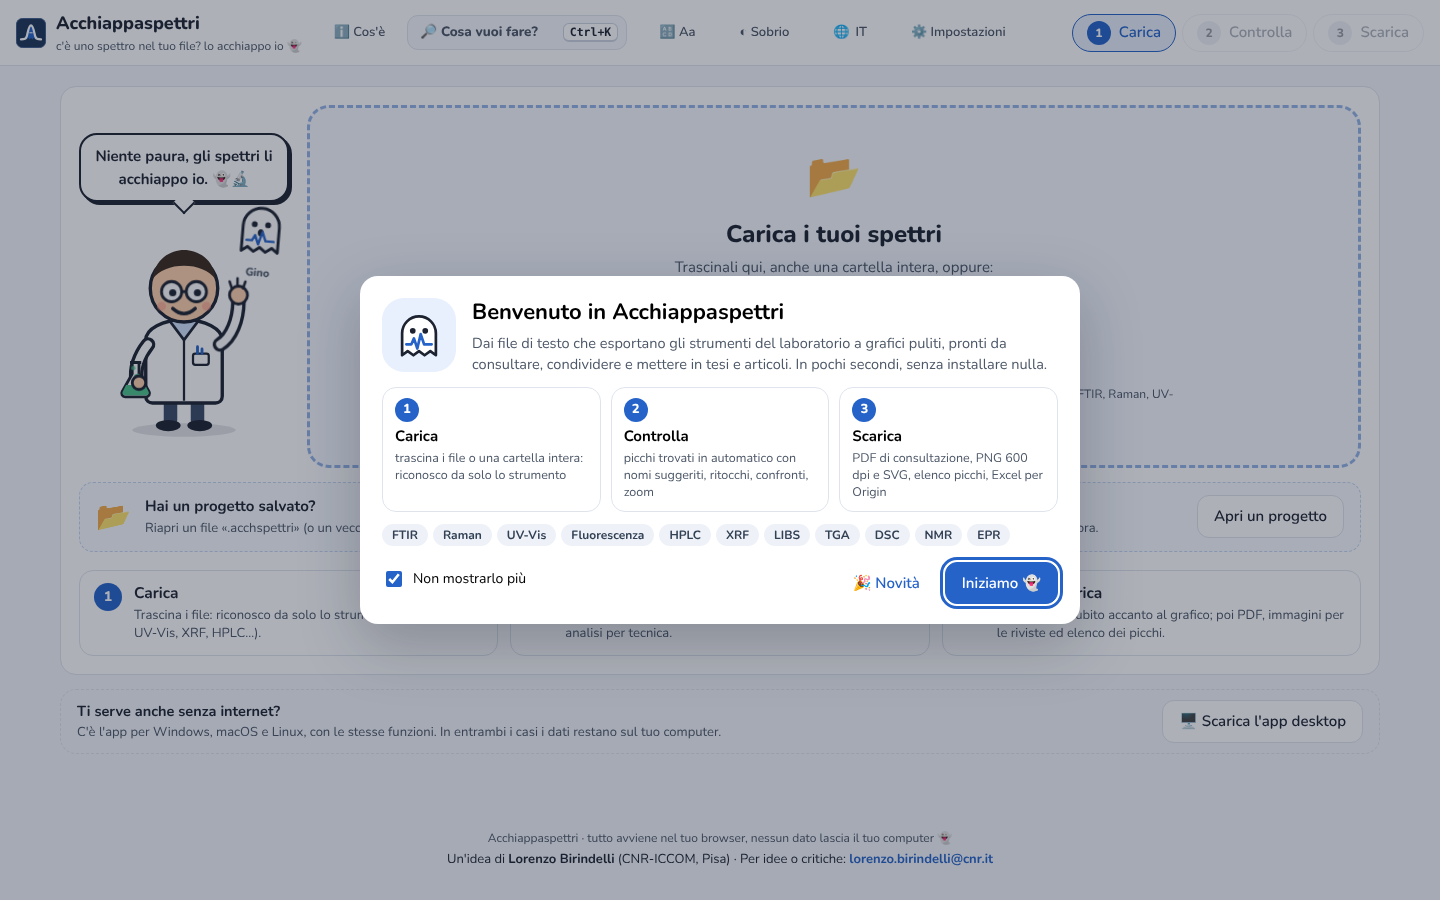 Acchiappaspettri
c'è uno spettro nel tuo file? lo acchiappo io 👻
ℹ️ Cos'è
🔎 Cosa vuoi fare? Ctrl+K
🔠 Aa
Sobrio
🌐 IT
⚙️ Impostazioni
1 Carica
2 Controlla
3 Scarica
Niente paura, gli spettri li
acchiappo io. 👻🔬
Gino
Carica i tuoi spettri
Trascinali qui, anche una cartella intera, oppure:
FTIR, Raman, UV-
Benvenuto in Acchiappaspettri
Dai file di testo che esportano gli strumenti del laboratorio a grafici puliti, pronti da
consultare, condividere e mettere in tesi e articoli. In pochi secondi, senza installare nulla.
1
Carica
trascina i file o una cartella intera:
riconosco da solo lo strumento
2
Controlla
picchi trovati in automatico con
nomi suggeriti, ritocchi, confronti,
zoom
3
Scarica
PDF di consultazione, PNG 600
dpi e SVG, elenco picchi, Excel per
Origin
FTIR Raman UV-Vis Fluorescenza HPLC XRF LIBS TGA DSC NMR EPR
Non mostrarlo più
🎉 Novità
Iniziamo 👻
Hai un progetto salvato?
Riapri un file «.acchspettri» (o un
Apri un progetto
1 Carica
Trascina i file: riconosco da solo lo
UV-Vis, XRF, HPLC...).
analisi per tecnica.
accanto al grafico; poi PDF, immagini per
le riviste ed elenco dei picchi.
Ti serve anche senza internet?
C'è l'app per Windows, macOS e Linux, con le stesse funzioni. In entrambi i casi i dati restano sul tuo computer.
🖥️ Scarica l'app desktop
Acchiappaspettri · tutto avviene nel tuo browser, nessun dato lascia il tuo computer 👻
Un'idea di Lorenzo Birindelli (CNR-ICCOM, Pisa) · Per idee o critiche: lorenzo.birindelli@cnr.it